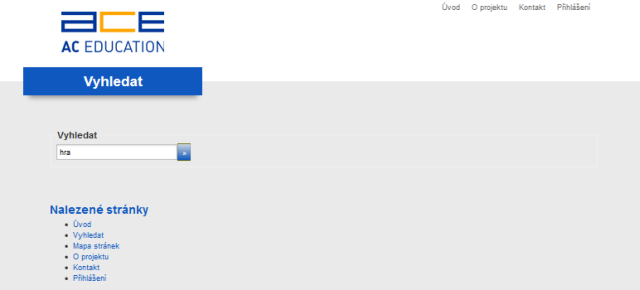 Úvod O projektu Kontakt Přihlášení
ace
AC EDUCATION
Vyhledat
Vyhledat
hra »
Nalezené stránky
Úvod
Vyhledat
Mapa stránek
O projektu
Kontakt
Přihlášení